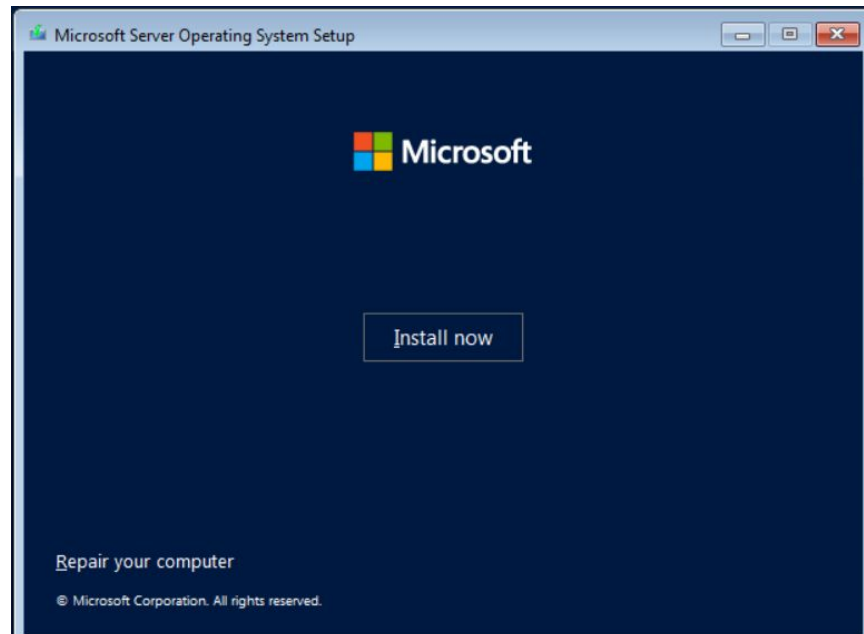 Microsoft Server Operating System Setup
Microsoft
Install now
Repair your computer
© Microsoft Corporation. All rights reserved.